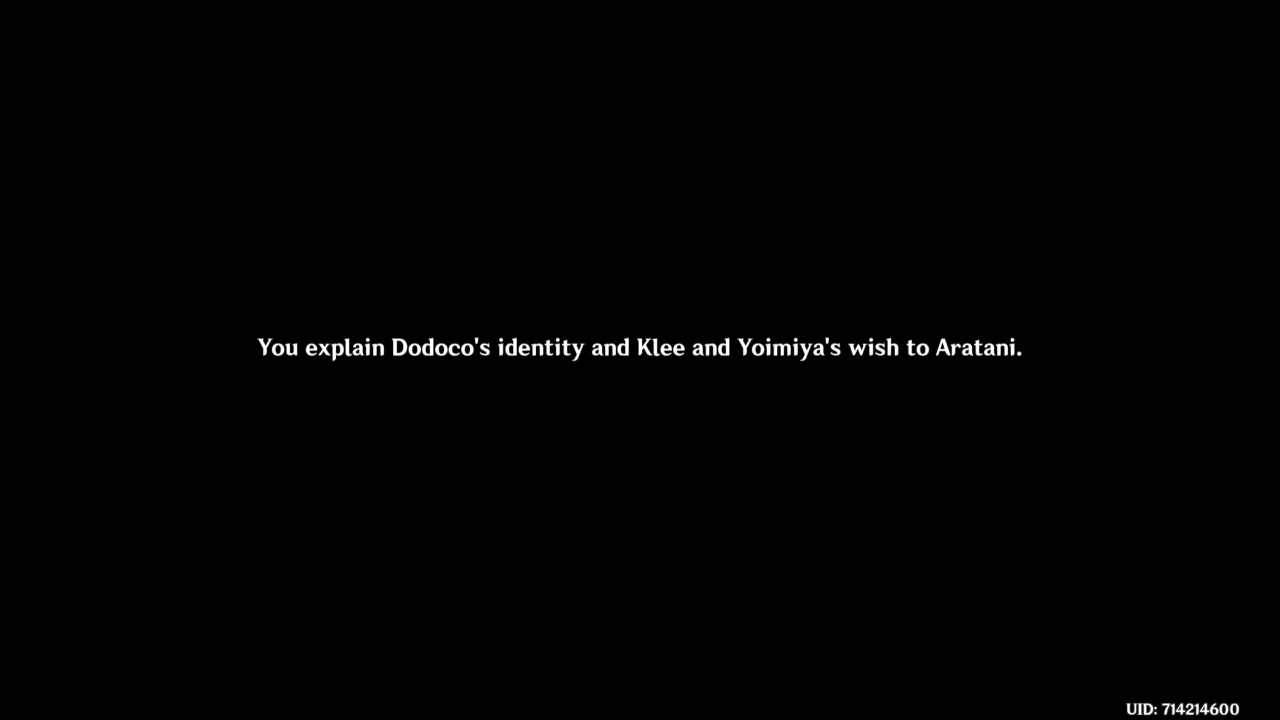 You explain Dodoco's identity and Klee and Yoimiya's wish to Aratani.
UID: 714214600